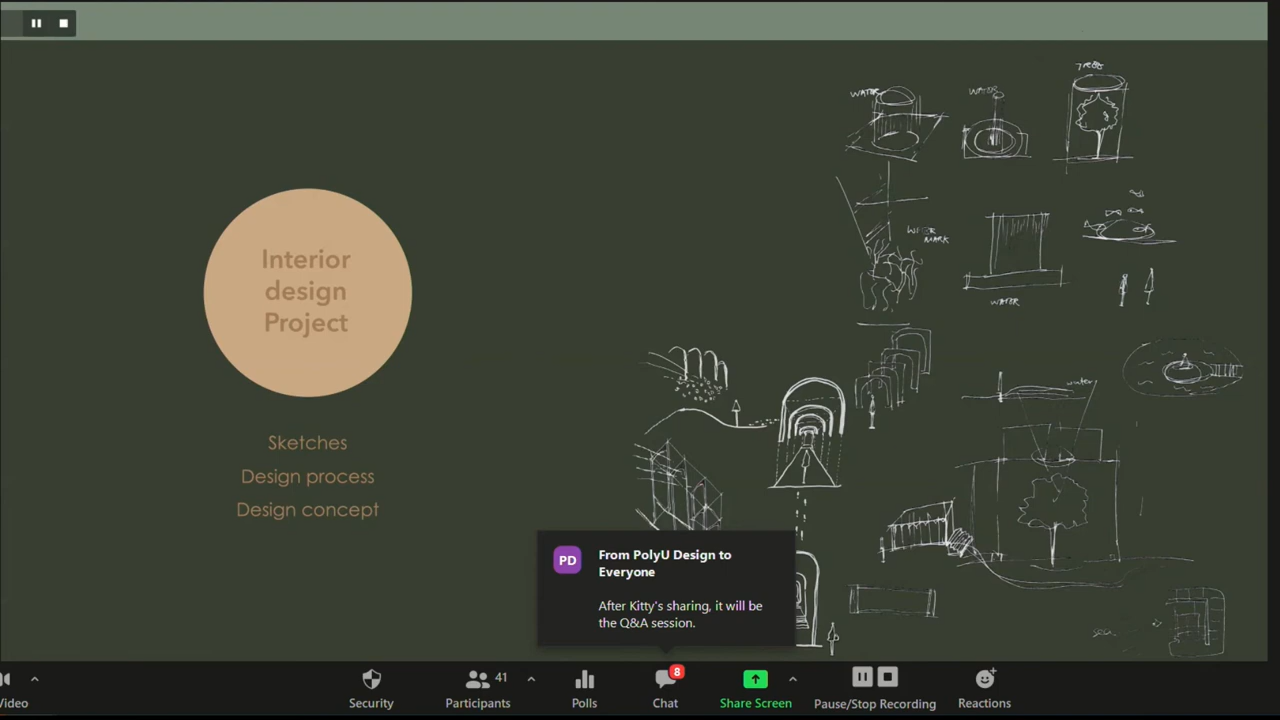 Interior
design
Project
Sketches
Design process
Design concept
WATER
WATER
TREE
WATER
MARK
WATER
water
PD
From PolyU Design to
Everyone
After Kitty's sharing, it will be
the Q&A session.
Video
Security
Participants
41
Polls
Chat
8
Share Screen
Pause/Stop Recording
Reactions